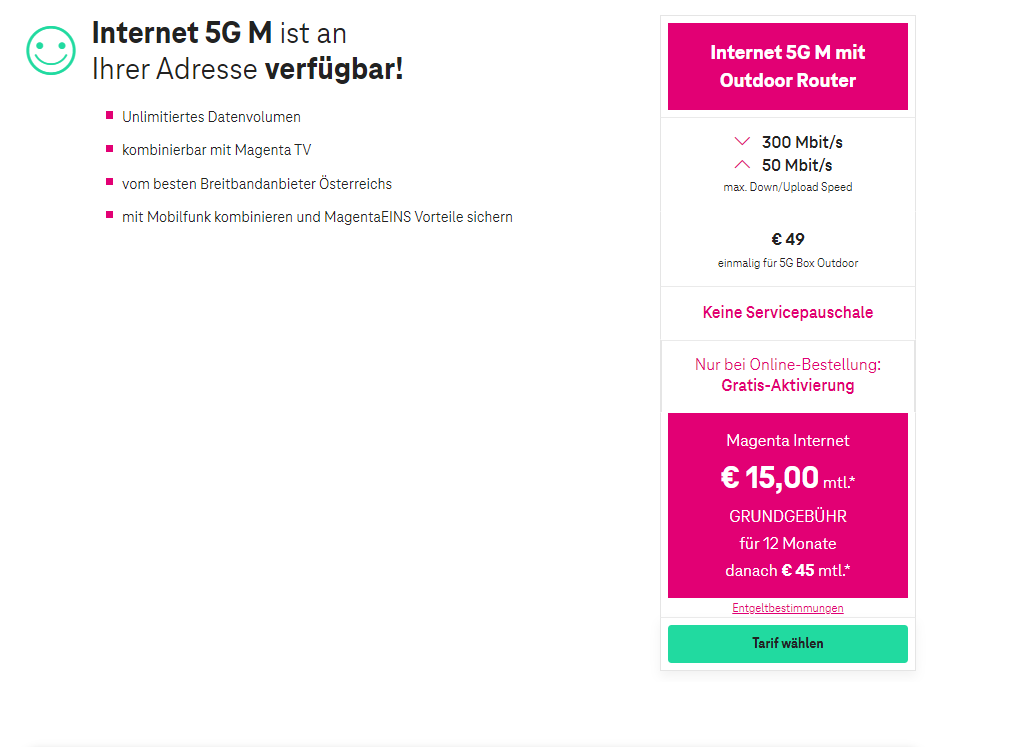 Internet 5G M ist an
Ihrer Adresse verfügbar!
Unlimitiertes Datenvolumen
kombinierbar mit Magenta TV
vom besten Breitbandanbieter Österreichs
mit Mobilfunk kombinieren und MagentaEINS Vorteile sichern
Internet 5G M mit
Outdoor Router
300 Mbit/s
50 Mbit/s
max. Down/Upload Speed
€ 49
einmalig für 5G Box Outdoor
Keine Servicepauschale
Nur bei Online-Bestellung:
Gratis-Aktivierung
Magenta Internet
€ 15,00 mtl.*
GRUNDGEBÜHR
für 12 Monate
danach € 45 mtl.*
Entgeltbestimmungen
Tarif wählen